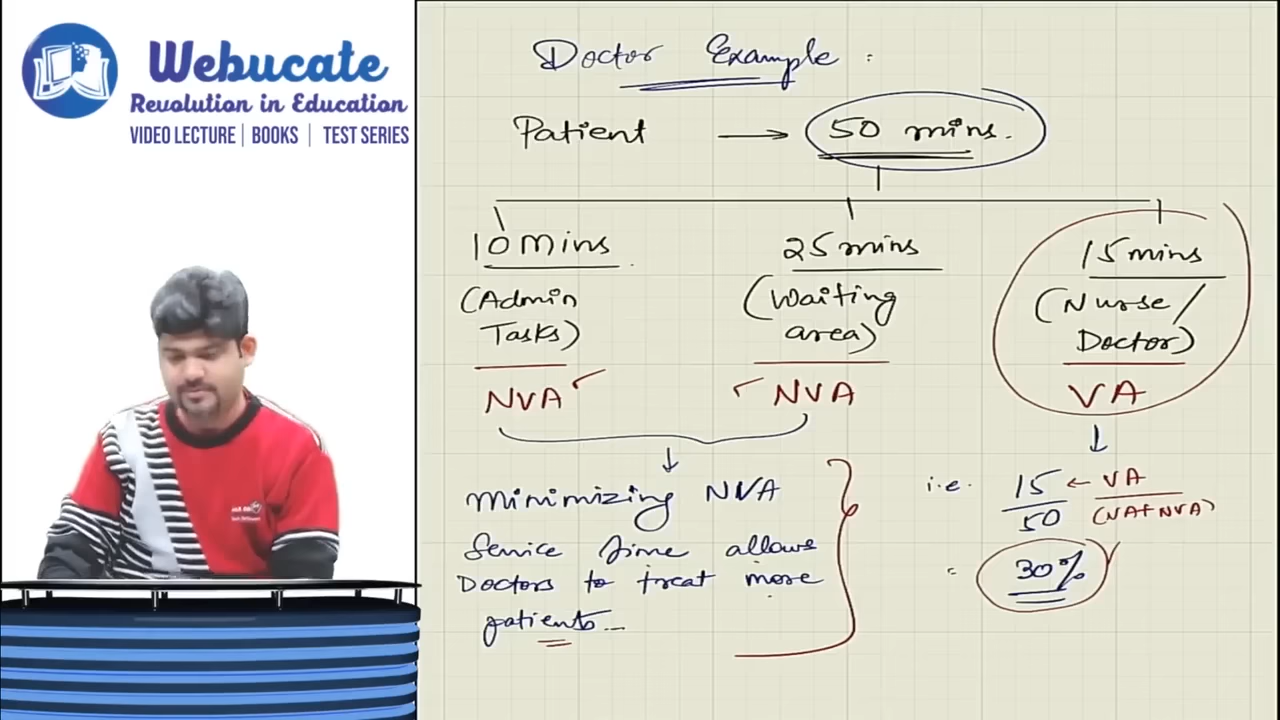 Webucate
Revolution in Education
VIDEO LECTURE | BOOKS | TEST SERIES
Doctor Example :
Patient → 50 mins.
10 mins
(Admin
Tasks)
NVA
25 mins
(Waiting
area)
NVA
15 mins
(Nurse/
Doctor)
VA
Minimizing NVA
Service time allows
Doctors to treat more
patients...
i.e. 15/50 ← VA/(VA+NVA)
= 30%